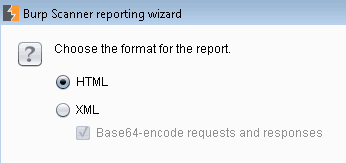 Burp Scanner reporting wizard
Choose the format for the report.
HTML
XML
Base64-encode requests and responses